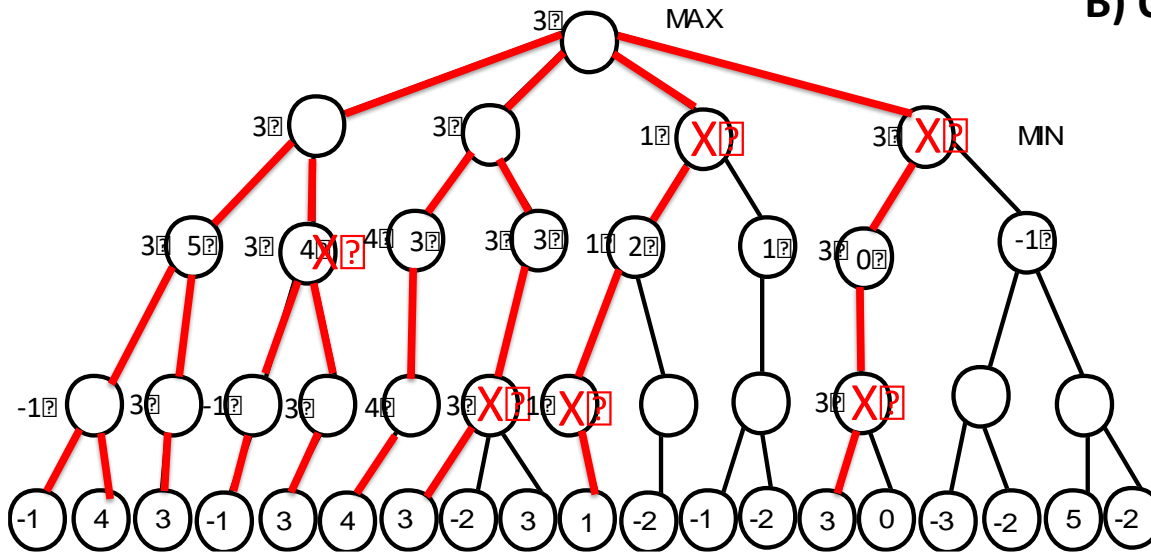 B) C
3 MAX
3 3 1 X 3 X MIN
3 5 3 4 X 4 3 3 3 1 2 1 3 0 -1
-1 3 -1 3 4 3 X 1 X 3 X
-1 4 3 -1 3 4 3 -2 3 1 -2 -1 -2 3 0 -3 -2 5 -2